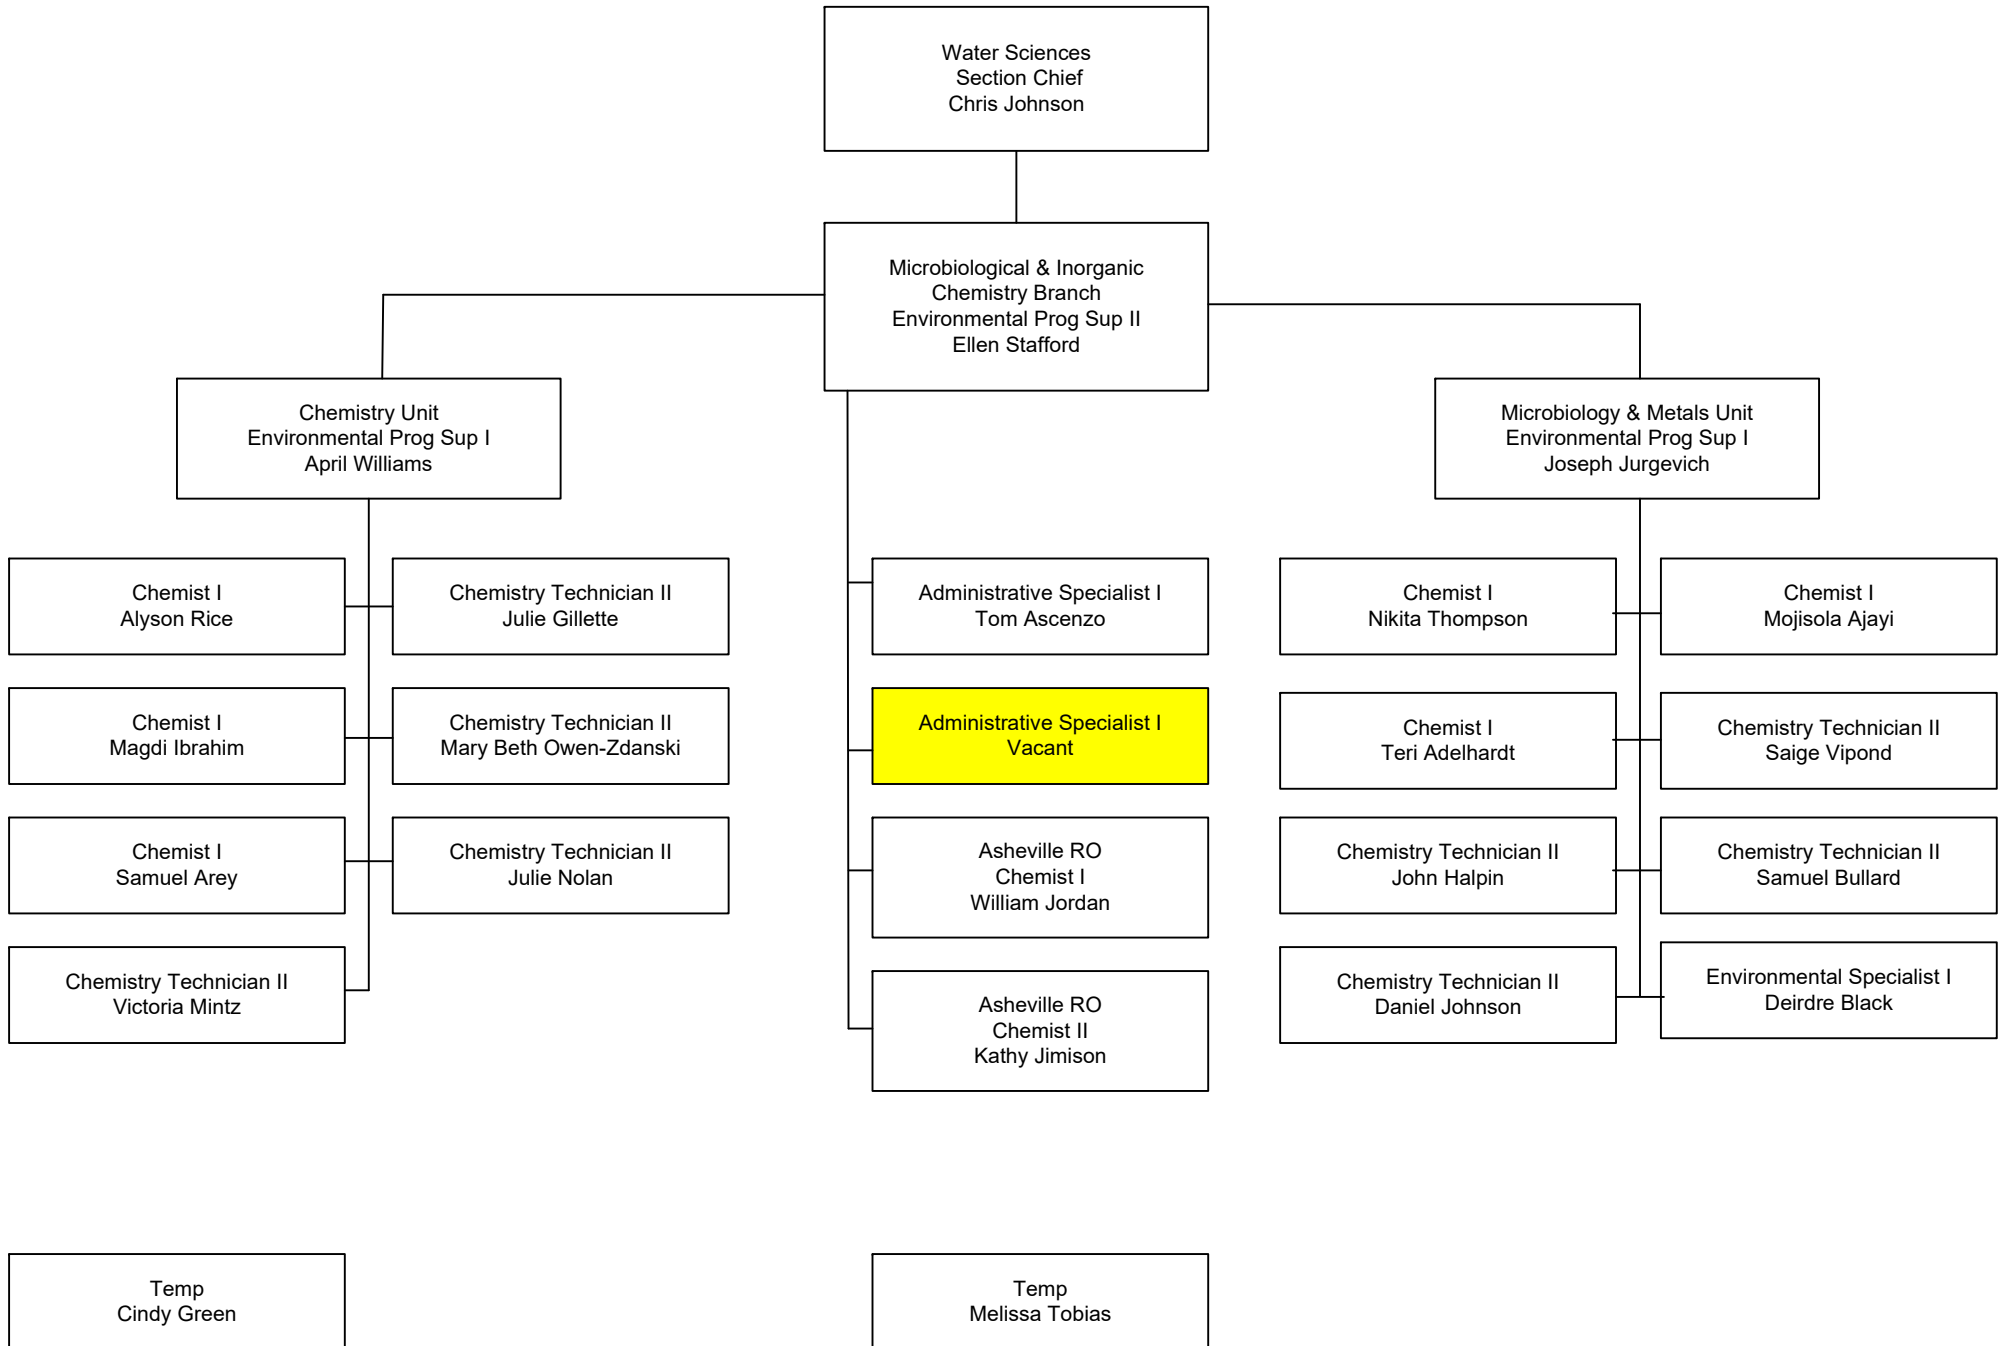 Water Sciences
Section Chief
Chris Johnson
Microbiological & Inorganic
Chemistry Branch
Environmental Prog Sup II
Ellen Stafford
Chemistry Unit
Environmental Prog Sup I
April Williams
Microbiology & Metals Unit
Environmental Prog Sup I
Joseph Jurgevich
Chemist I
Alyson Rice
Chemistry Technician II
Julie Gillette
Administrative Specialist I
Tom Ascenzo
Chemist I
Nikita Thompson
Chemist I
Mojisola Ajayi
Chemist I
Magdi Ibrahim
Chemistry Technician II
Mary Beth Owen-Zdanski
Administrative Specialist I
Vacant
Chemist I
Teri Adelhardt
Chemistry Technician II
Saige Vipond
Chemist I
Samuel Arey
Chemistry Technician II
Julie Nolan
Asheville RO
Chemist I
William Jordan
Chemistry Technician II
John Halpin
Chemistry Technician II
Samuel Bullard
Chemistry Technician II
Victoria Mintz
Asheville RO
Chemist II
Kathy Jimison
Chemistry Technician II
Daniel Johnson
Environmental Specialist I
Deirdre Black
Temp
Cindy Green
Temp
Melissa Tobias